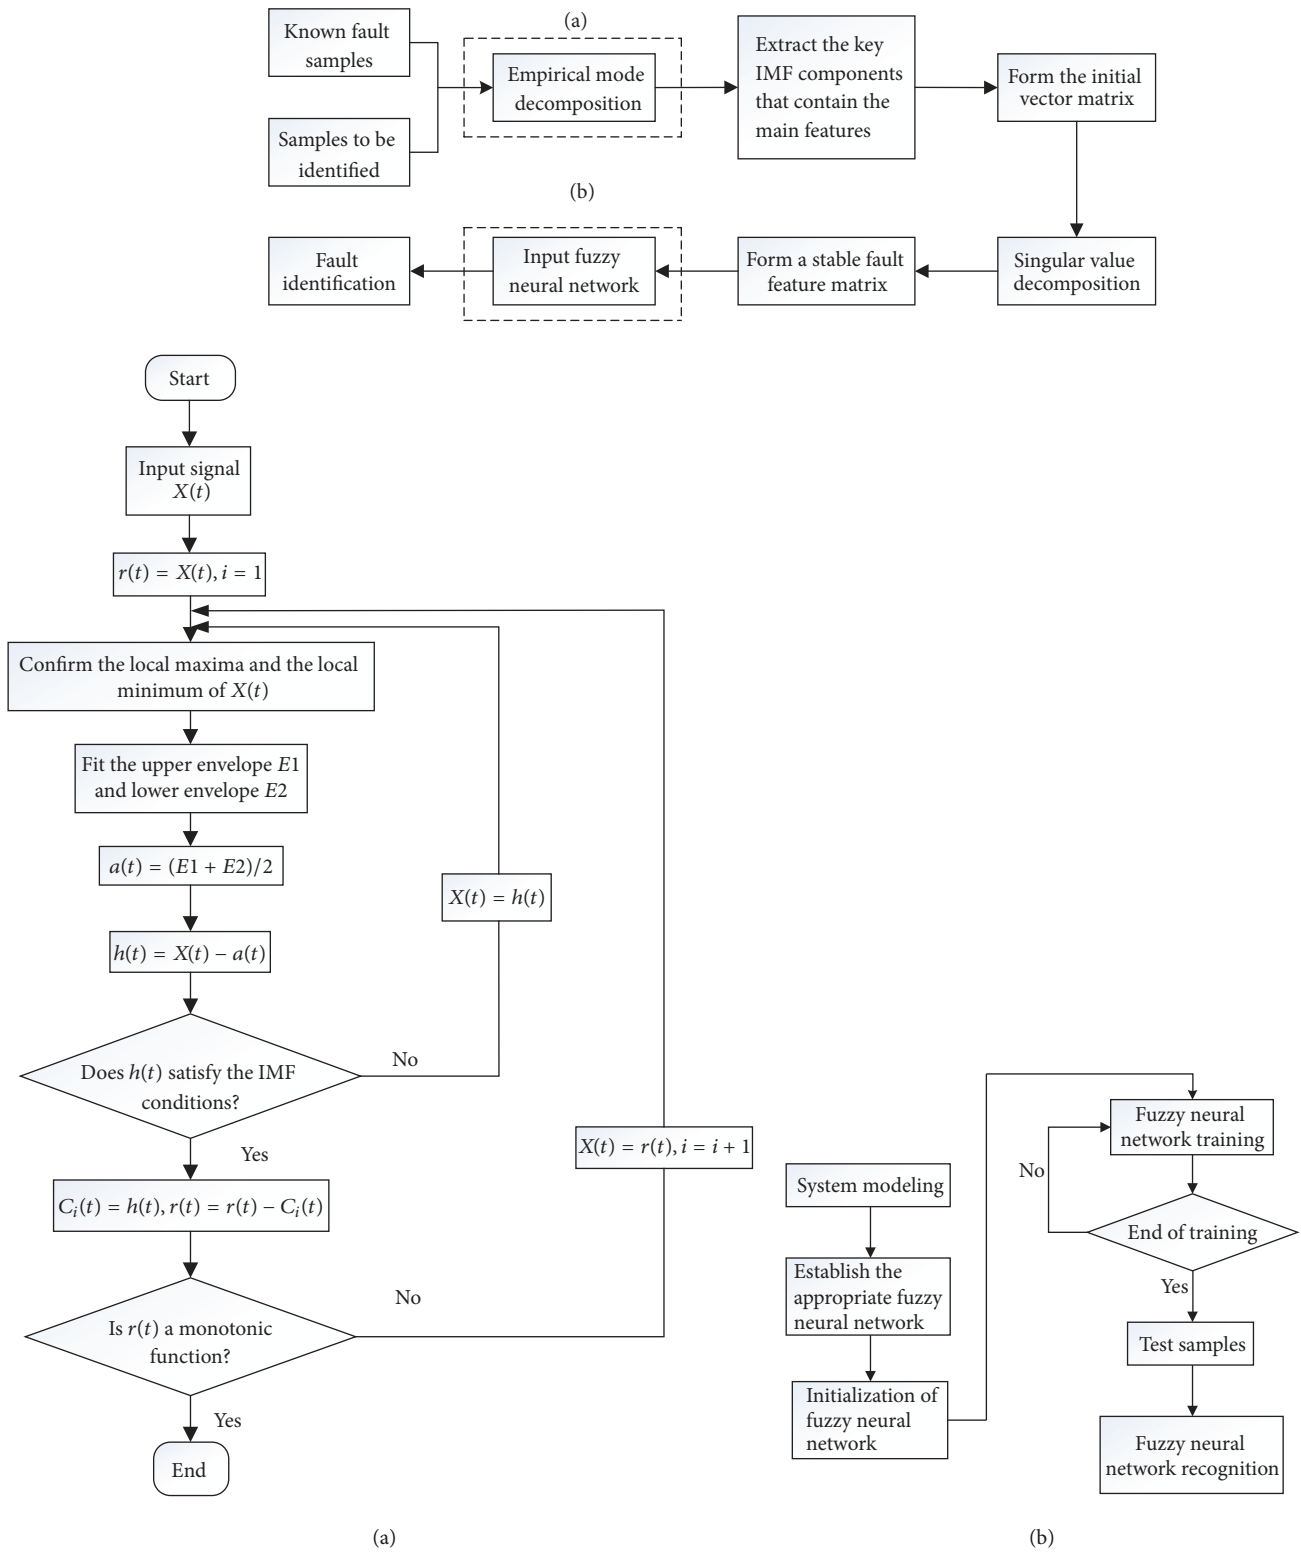 (a)
Known fault
samples
Samples to be
identified
Empirical mode
decomposition
Extract the key
IMF components
that contain the
main features
Form the initial
vector matrix
(b)
Fault
identification
Input fuzzy
neural network
Form a stable fault
feature matrix
Singular value
decomposition
Start
Input signal
X(t)
r(t) = X(t), i = 1
Confirm the local maxima and the local
minimum of X(t)
Fit the upper envelope E1
and lower envelope E2
a(t) = (E1 + E2)/2
X(t) = h(t)
h(t) = X(t) − a(t)
Does h(t) satisfy the IMF
conditions?
No
Yes
X(t) = r(t), i = i + 1
C_i(t) = h(t), r(t) = r(t) − C_i(t)
Is r(t) a monotonic
function?
No
Yes
End
(a)
System modeling
Establish the
appropriate fuzzy
neural network
Initialization of
fuzzy neural
network
Fuzzy neural
network training
No
End of training
Yes
Test samples
Fuzzy neural
network recognition
(b)